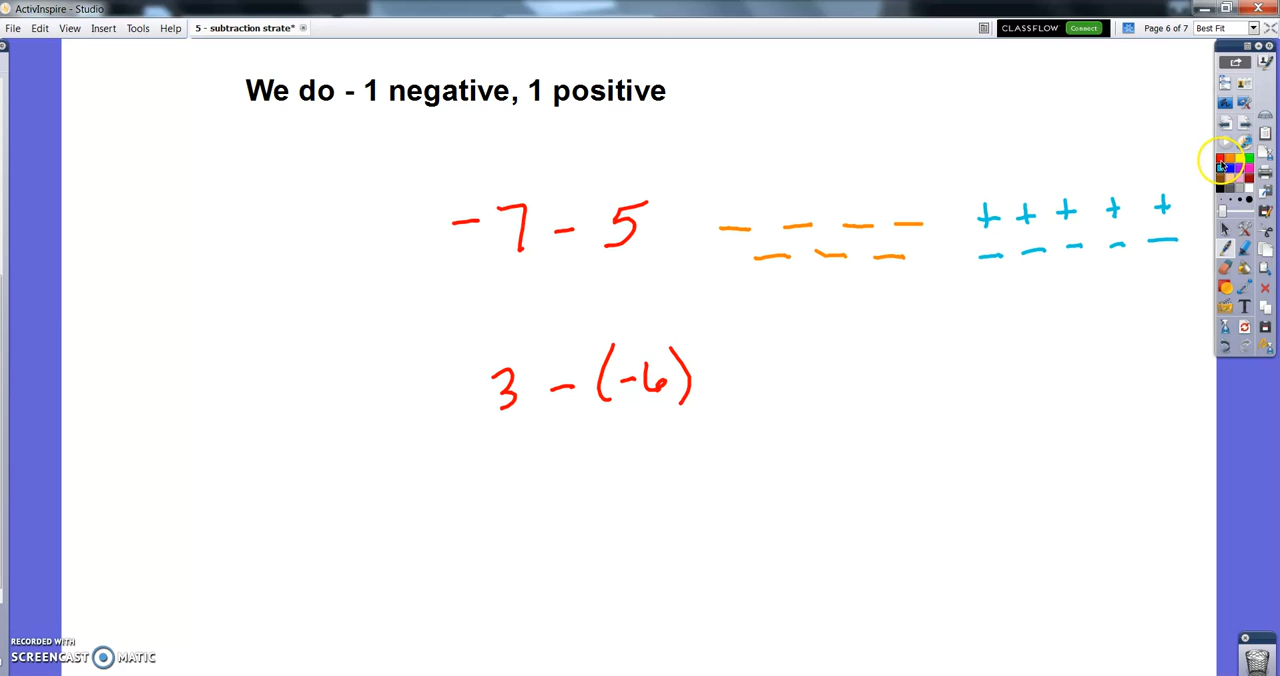 ActivInspire - Studio
File Edit View Insert Tools Help 5 - subtraction strate* CLASSFLOW Connect Page 6 of 7 Best Fit
We do - 1 negative, 1 positive
-7 - 5 − − − − + + + + +
− − − − − − − −
3 - (-6)
RECORDED WITH
SCREENCAST MATIC